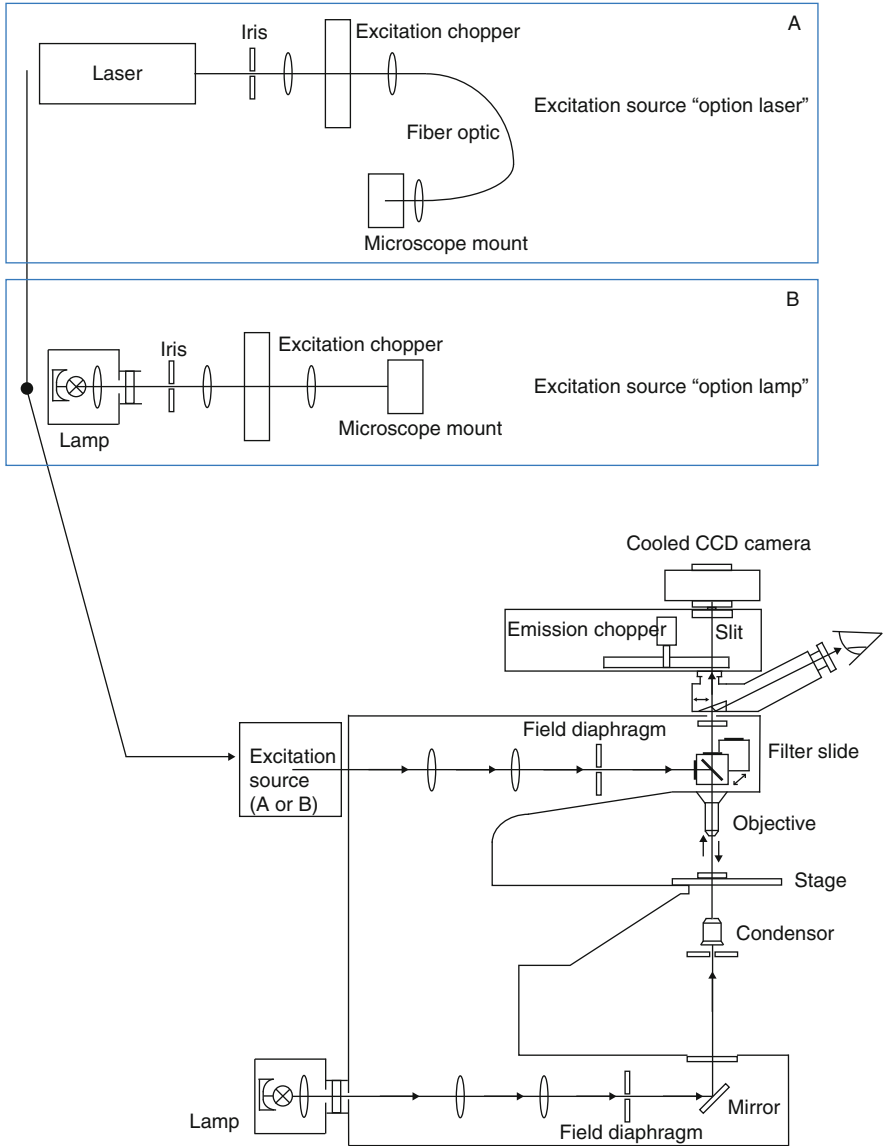 A
Iris
Excitation chopper
Laser
Excitation source “option laser”
Fiber optic
Microscope mount
B
Iris
Excitation chopper
Excitation source “option lamp”
Microscope mount
Lamp
Cooled CCD camera
Emission chopper
Slit
Field diaphragm
Filter slide
Excitation
source
(A or B)
Objective
Stage
Condensor
Lamp
Mirror
Field diaphragm